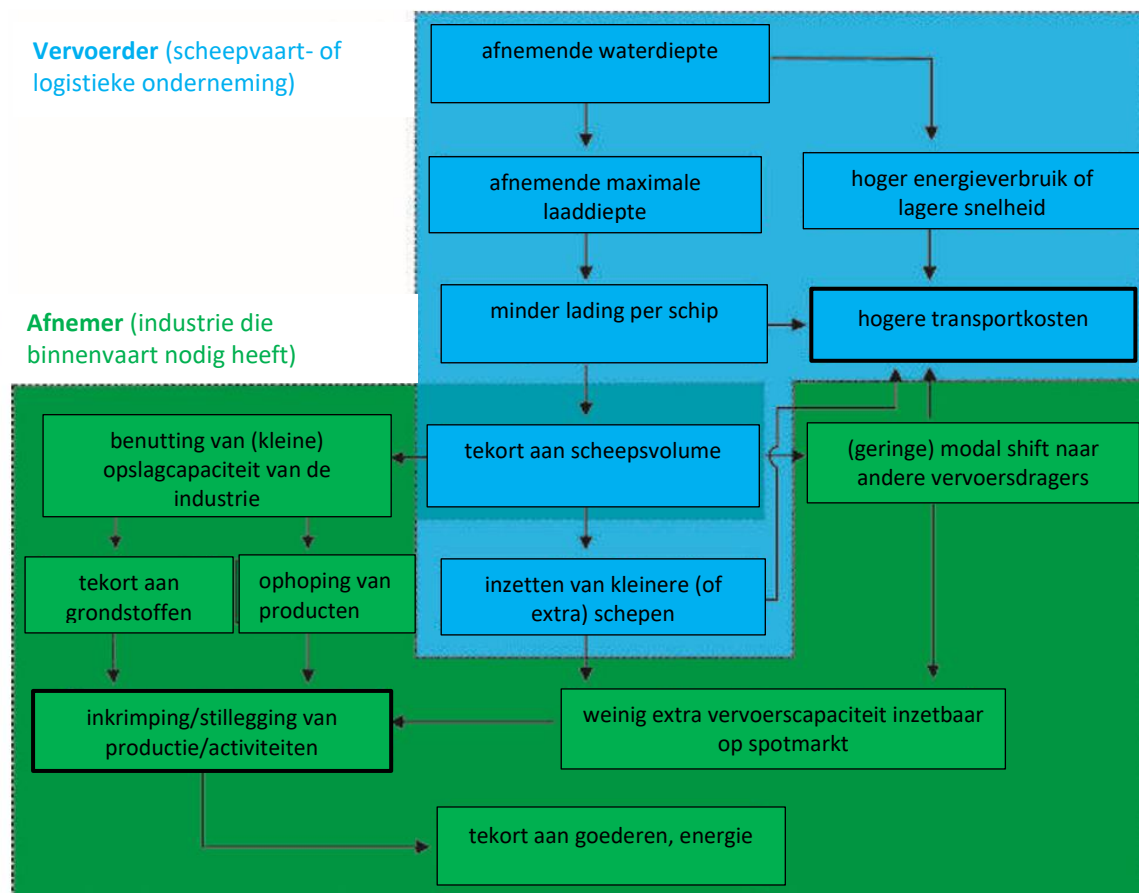 Vervoerder (scheepvaart- of
logistieke onderneming)
afnemende waterdiepte
afnemende maximale
laaddiepte
hoger energieverbruik of
lagere snelheid
minder lading per schip
hogere transportkosten
Afnemer (industrie die
binnenvaart nodig heeft)
benutting van (kleine)
opslagcapaciteit van de
industrie
tekort aan scheepsvolume
(geringe) modal shift naar
andere vervoersdragers
tekort aan
grondstoffen
ophoping van
producten
inzetten van kleinere (of
extra) schepen
inkrimping/stillegging van
productie/activiteiten
weinig extra vervoerscapaciteit inzetbaar
op spotmarkt
tekort aan goederen, energie